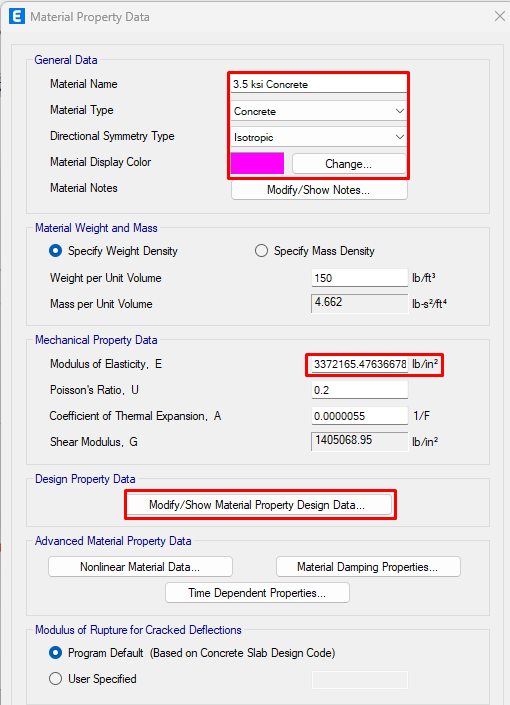 E Material Property Data
General Data
Material Name 3.5 ksi Concrete
Material Type Concrete
Directional Symmetry Type Isotropic
Material Display Color Change...
Material Notes Modify/Show Notes...
Material Weight and Mass
Specify Weight Density Specify Mass Density
Weight per Unit Volume 150 lb/ft³
Mass per Unit Volume 4.662 lb-s²/ft⁴
Mechanical Property Data
Modulus of Elasticity, E 3372165.47636678 lb/in²
Poisson's Ratio, U 0.2
Coefficient of Thermal Expansion, A 0.0000055 1/F
Shear Modulus, G 1405068.95 lb/in²
Design Property Data
Modify/Show Material Property Design Data...
Advanced Material Property Data
Nonlinear Material Data... Material Damping Properties...
Time Dependent Properties...
Modulus of Rupture for Cracked Deflections
Program Default (Based on Concrete Slab Design Code)
User Specified